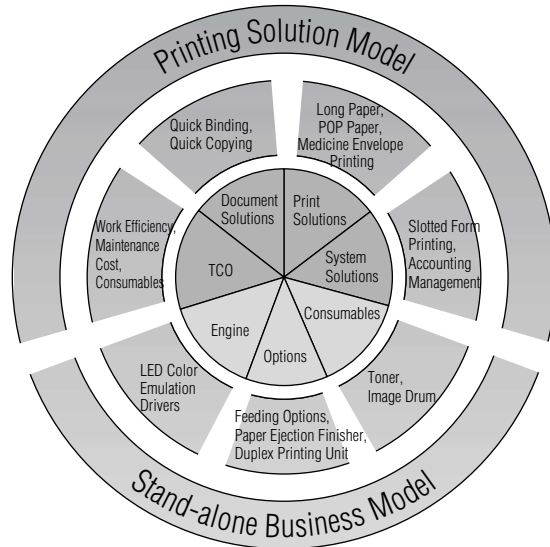 Printing Solution Model
Quick Binding,
Quick Copying
Long Paper,
POP Paper,
Medicine Envelope
Printing
Document
Solutions
Print
Solutions
Work Efficiency,
Maintenance
Cost,
Consumables
TCO
System
Solutions
Slotted Form
Printing,
Accounting
Management
Engine
Options
Consumables
LED Color
Emulation
Drivers
Feeding Options,
Paper Ejection Finisher,
Duplex Printing Unit
Toner,
Image Drum
Stand-alone Business Model